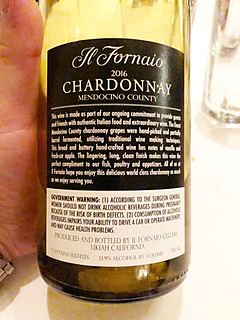 Il Fornaio
2016
CHARDONNAY
MENDOCINO COUNTY
This wine is made as part of our ongoing commitment to provide guests
and friends with authentic Italian food and extraordinary wine. The finest
Mendocino County chardonnay grapes were hand-picked and partially
barrel fermented, utilizing traditional wine making techniques.
This bread and buttery hand-crafted wine has notes of vanilla and
fresh-cut apple. The lingering, long, clean finish makes this wine the
perfect compliment to our fish, poultry and appetizers. All of us at
Il Fornaio hope you enjoy this delicious world class chardonnay as much
as we enjoy serving you.
GOVERNMENT WARNING: (1) ACCORDING TO THE SURGEON GENERAL,
WOMEN SHOULD NOT DRINK ALCOHOLIC BEVERAGES DURING PREGNANCY
BECAUSE OF THE RISK OF BIRTH DEFECTS. (2) CONSUMPTION OF ALCOHOLIC
BEVERAGES IMPAIRS YOUR ABILITY TO DRIVE A CAR OR OPERATE MACHINERY,
AND MAY CAUSE HEALTH PROBLEMS.
PRODUCED AND BOTTLED BY IL FORNAIO CELLARS,
UKIAH CALIFORNIA
CONTAINS SULFITES 13.9% ALCOHOL BY VOLUME 750 ML